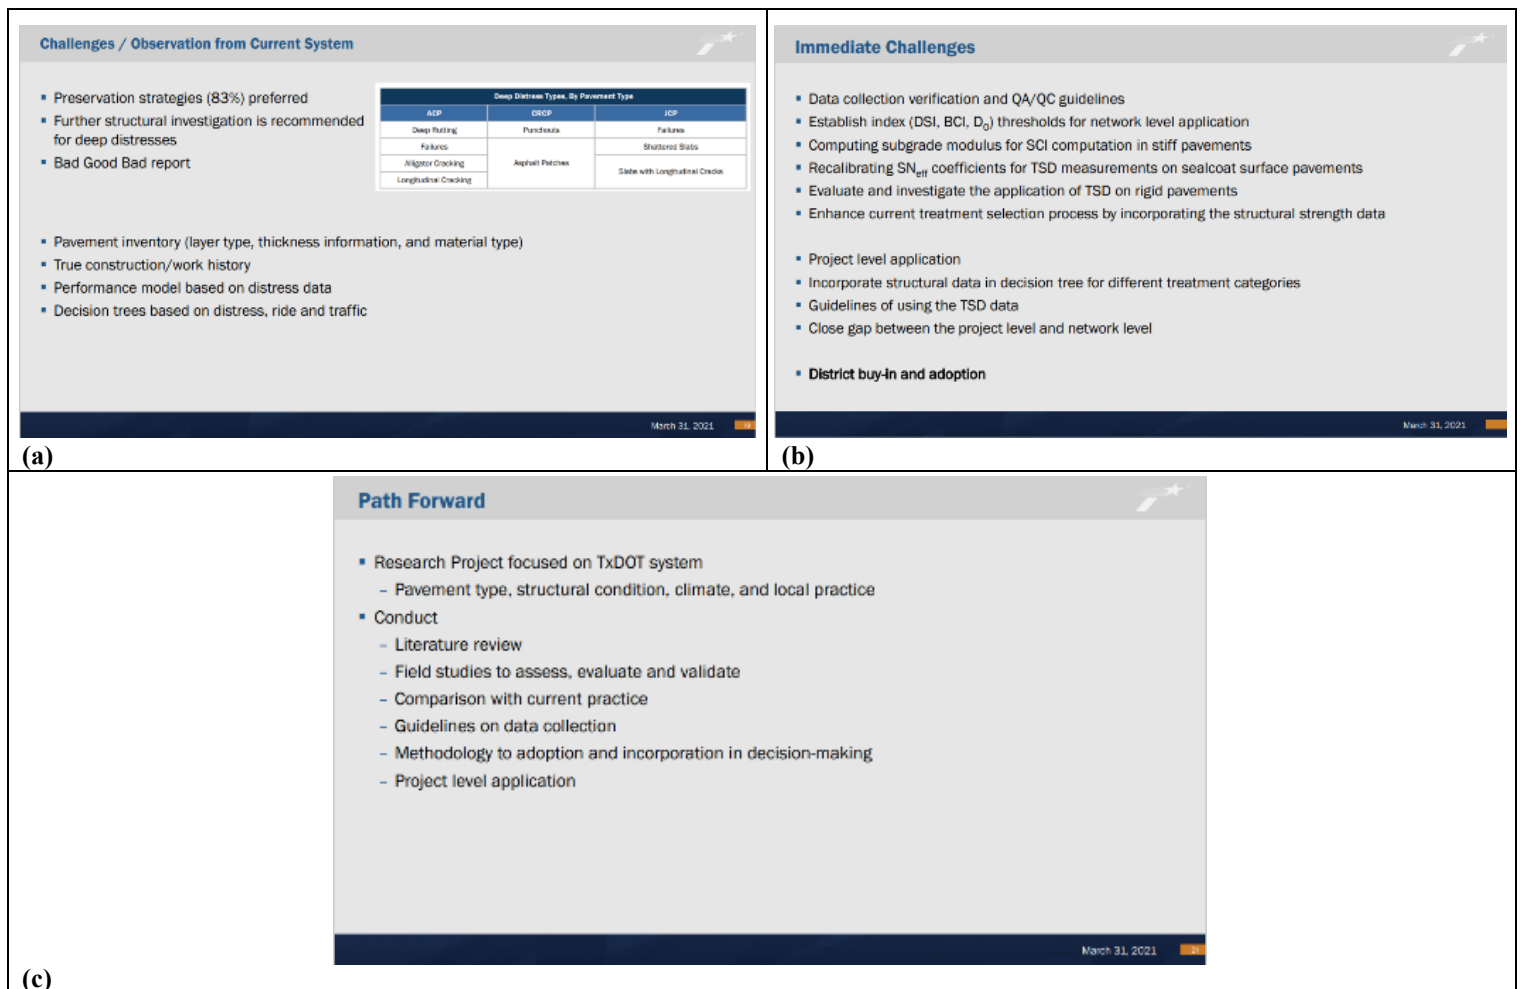 Challenges / Observation from Current System
▪ Preservation strategies (83%) preferred
▪ Further structural investigation is recommended
for deep distresses
▪ Bad Good Bad report
Deep Distress Types, By Pavement Type
ACP CRCP JCP
Deep Rutting Punchouts Failures
Failures Asphalt Patches Shattered Slabs
Alligator Cracking Slabs with Longitudinal Cracks
Longitudinal Cracking
▪ Pavement inventory (layer type, thickness information, and material type)
▪ True construction/work history
▪ Performance model based on distress data
▪ Decision trees based on distress, ride and traffic
March 31, 2021 19
(a)
Immediate Challenges
▪ Data collection verification and QA/QC guidelines
▪ Establish index (DSI, BCI, D0) thresholds for network level application
▪ Computing subgrade modulus for SCI computation in stiff pavements
▪ Recalibrating SNeff coefficients for TSD measurements on sealcoat surface pavements
▪ Evaluate and investigate the application of TSD on rigid pavements
▪ Enhance current treatment selection process by incorporating the structural strength data
▪ Project level application
▪ Incorporate structural data in decision tree for different treatment categories
▪ Guidelines of using the TSD data
▪ Close gap between the project level and network level
▪ District buy-in and adoption
March 31, 2021
(b)
Path Forward
▪ Research Project focused on TxDOT system
– Pavement type, structural condition, climate, and local practice
▪ Conduct
– Literature review
– Field studies to assess, evaluate and validate
– Comparison with current practice
– Guidelines on data collection
– Methodology to adoption and incorporation in decision-making
– Project level application
March 31, 2021 21
(c)